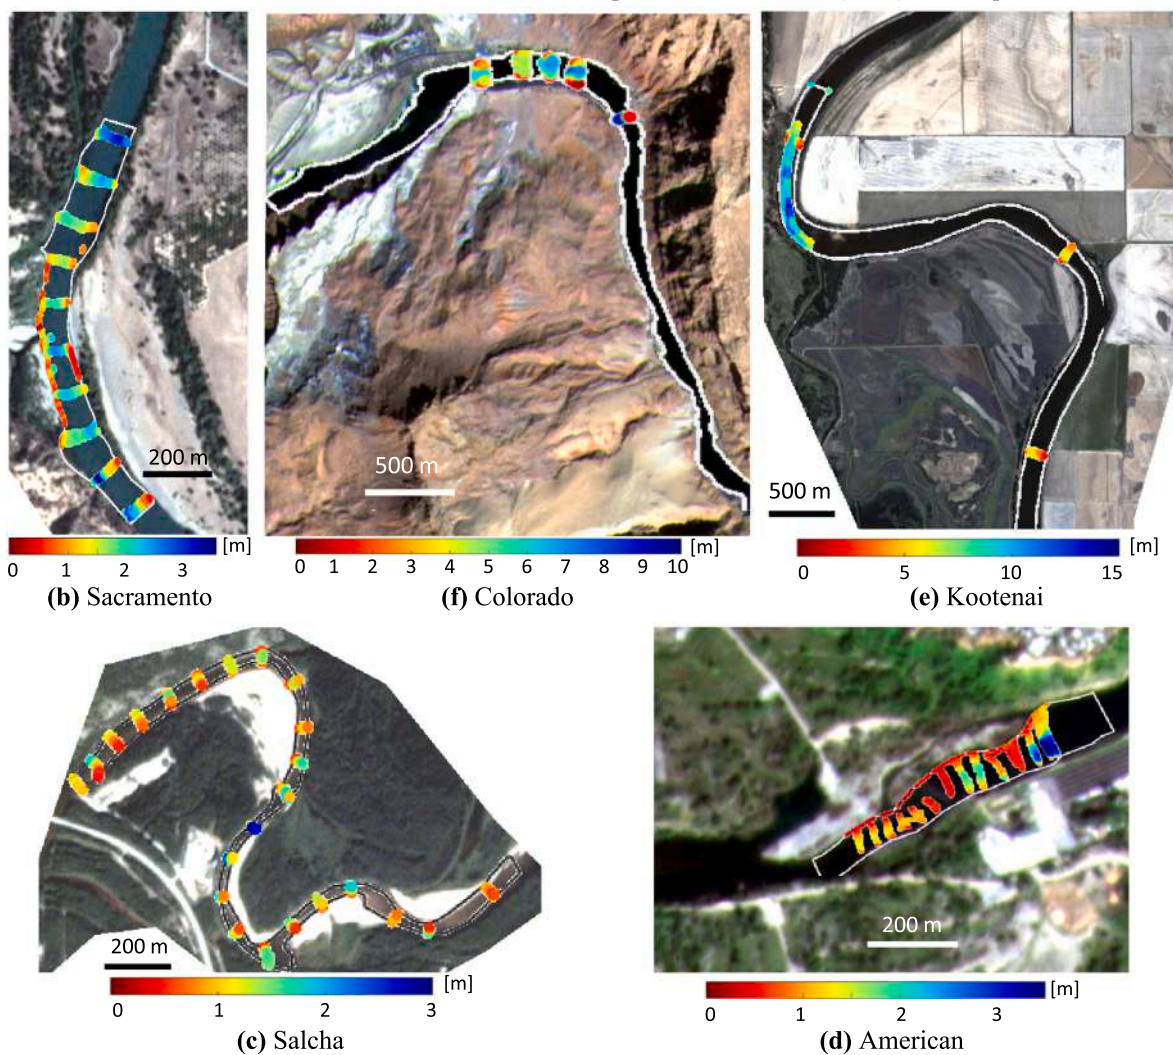 200 m
500 m
500 m
[m]
0 1 2 3
[m]
0 1 2 3 4 5 6 7 8 9 10
[m]
0 5 10 15
(b) Sacramento
(f) Colorado
(e) Kootenai
200 m
200 m
[m]
0 1 2 3
[m]
0 1 2 3
(c) Salcha
(d) American